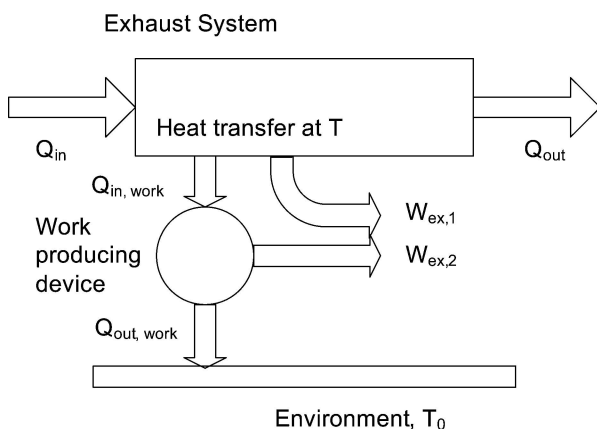 Exhaust System
Heat transfer at T
Q_in
Q_out
Q_in, work
W_ex,1
Work
producing
device
W_ex,2
Q_out, work
Environment, T_0